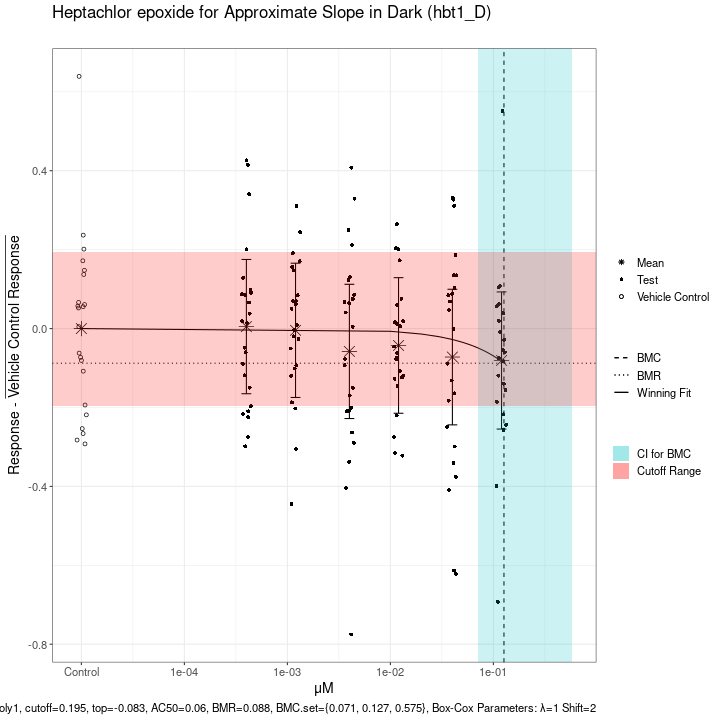 Heptachlor epoxide for Approximate Slope in Dark (hbt1_D)
Response - Vehicle Control Response
0.4
0.0
-0.4
-0.8
Control
1e-04
1e-03
1e-02
1e-01
µM
Mean
Test
Vehicle Control
BMC
BMR
Winning Fit
CI for BMC
Cutoff Range
oly1, cutoff=0.195, top=-0.083, AC50=0.06, BMR=0.088, BMC.set={0.071, 0.127, 0.575}, Box-Cox Parameters: λ=1 Shift=2